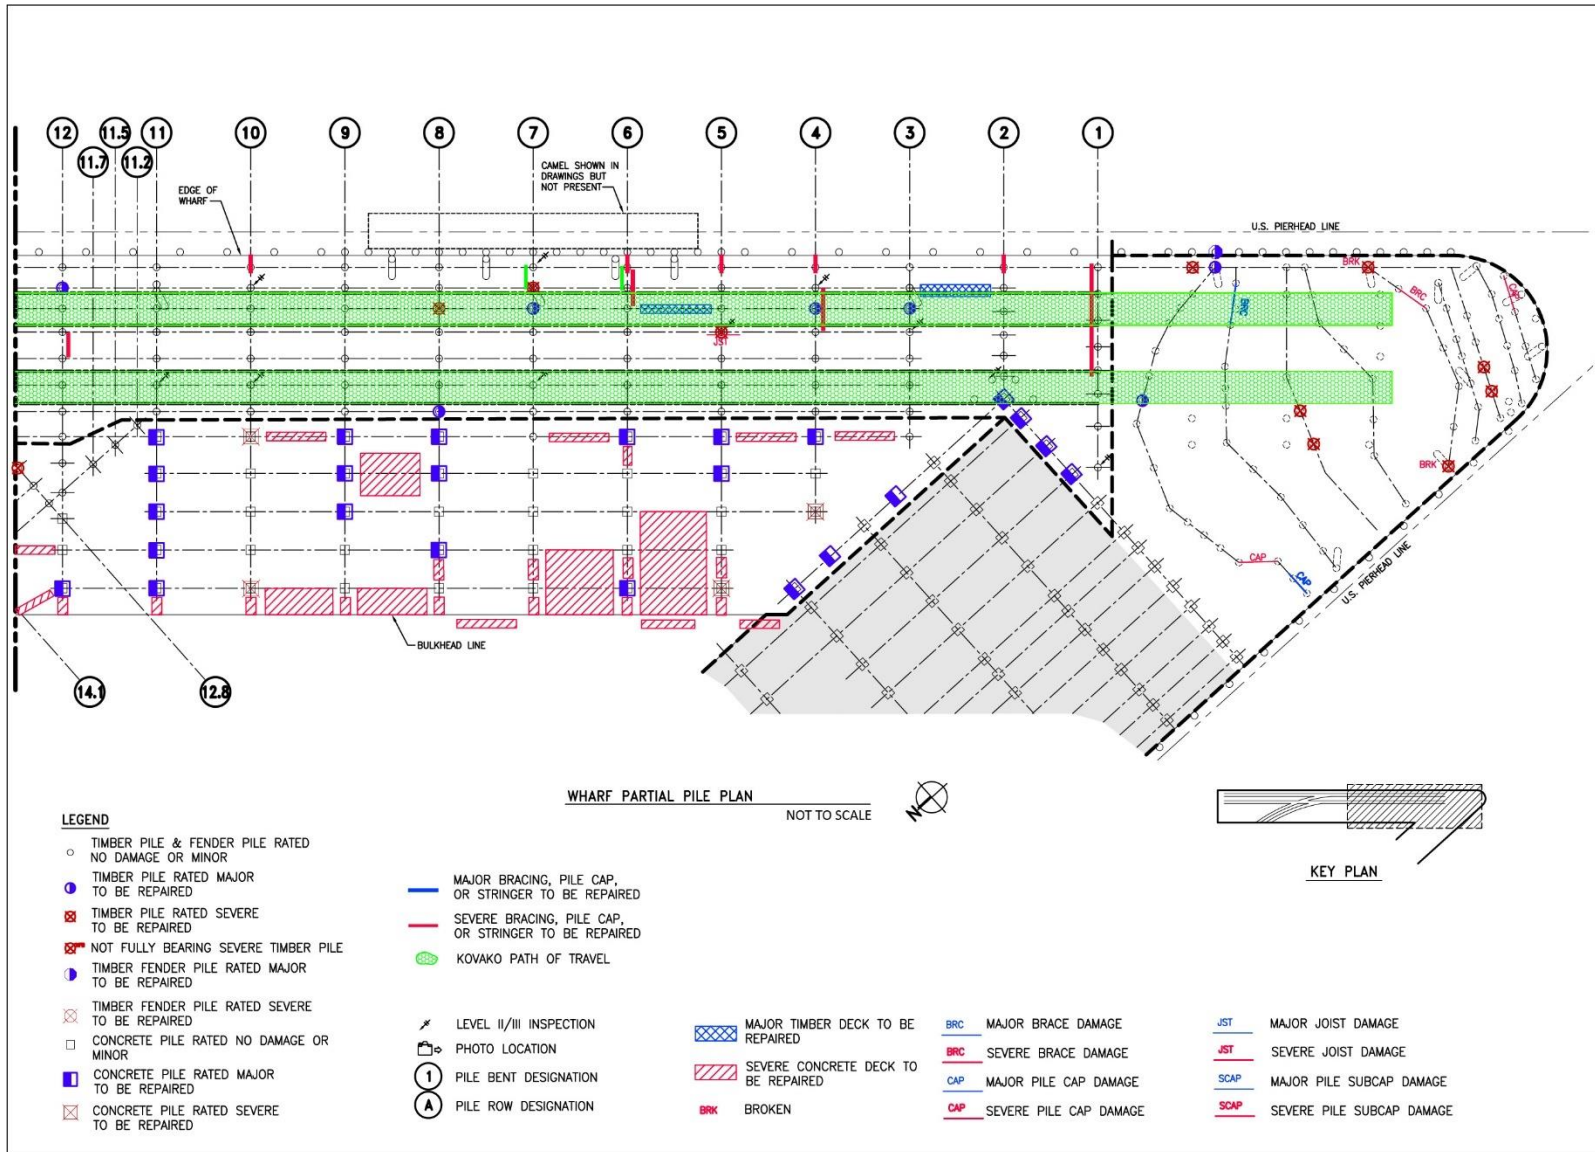 12
11.7
11.5
11.2
11
10
9
8
7
6
5
4
3
2
1
EDGE OF
WHARF
CAMEL SHOWN IN
DRAWINGS BUT
NOT PRESENT
U.S. PIERHEAD LINE
BRK
BRC
BRC
CAP
JST
BRK
CAP
CAP
U.S. PIERHEAD LINE
BULKHEAD LINE
14.1
12.8
WHARF PARTIAL PILE PLAN
NOT TO SCALE
N
KEY PLAN
LEGEND
TIMBER PILE & FENDER PILE RATED
NO DAMAGE OR MINOR
TIMBER PILE RATED MAJOR
TO BE REPAIRED
TIMBER PILE RATED SEVERE
TO BE REPAIRED
NOT FULLY BEARING SEVERE TIMBER PILE
TIMBER FENDER PILE RATED MAJOR
TO BE REPAIRED
TIMBER FENDER PILE RATED SEVERE
TO BE REPAIRED
CONCRETE PILE RATED NO DAMAGE OR
MINOR
CONCRETE PILE RATED MAJOR
TO BE REPAIRED
CONCRETE PILE RATED SEVERE
TO BE REPAIRED
MAJOR BRACING, PILE CAP,
OR STRINGER TO BE REPAIRED
SEVERE BRACING, PILE CAP,
OR STRINGER TO BE REPAIRED
KOVAKO PATH OF TRAVEL
LEVEL II/III INSPECTION
PHOTO LOCATION
1 PILE BENT DESIGNATION
A PILE ROW DESIGNATION
MAJOR TIMBER DECK TO BE
REPAIRED
SEVERE CONCRETE DECK TO
BE REPAIRED
BRK BROKEN
BRC MAJOR BRACE DAMAGE
BRC SEVERE BRACE DAMAGE
CAP MAJOR PILE CAP DAMAGE
CAP SEVERE PILE CAP DAMAGE
JST MAJOR JOIST DAMAGE
JST SEVERE JOIST DAMAGE
SCAP MAJOR PILE SUBCAP DAMAGE
SCAP SEVERE PILE SUBCAP DAMAGE